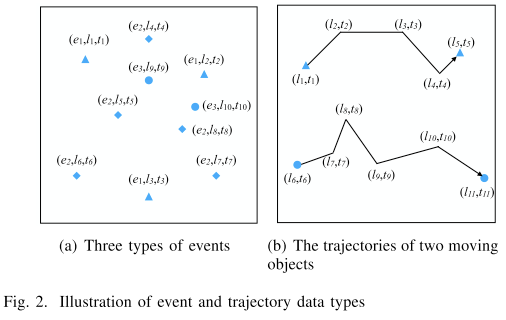 (e2,l4,t4)
(e1,l1,t1)
(e3,l9,t9)
(e1,l2,t2)
(e2,l5,t5)
(e3,l10,t10)
(e2,l8,t8)
(e2,l6,t6)
(e1,l3,t3)
(e2,l7,t7)
(a) Three types of events
(l2,t2)
(l3,t3)
(l5,t5)
(l1,t1)
(l4,t4)
(l8,t8)
(l10,t10)
(l7,t7)
(l6,t6)
(l9,t9)
(l11,t11)
(b) The trajectories of two moving
objects
Fig. 2. Illustration of event and trajectory data types